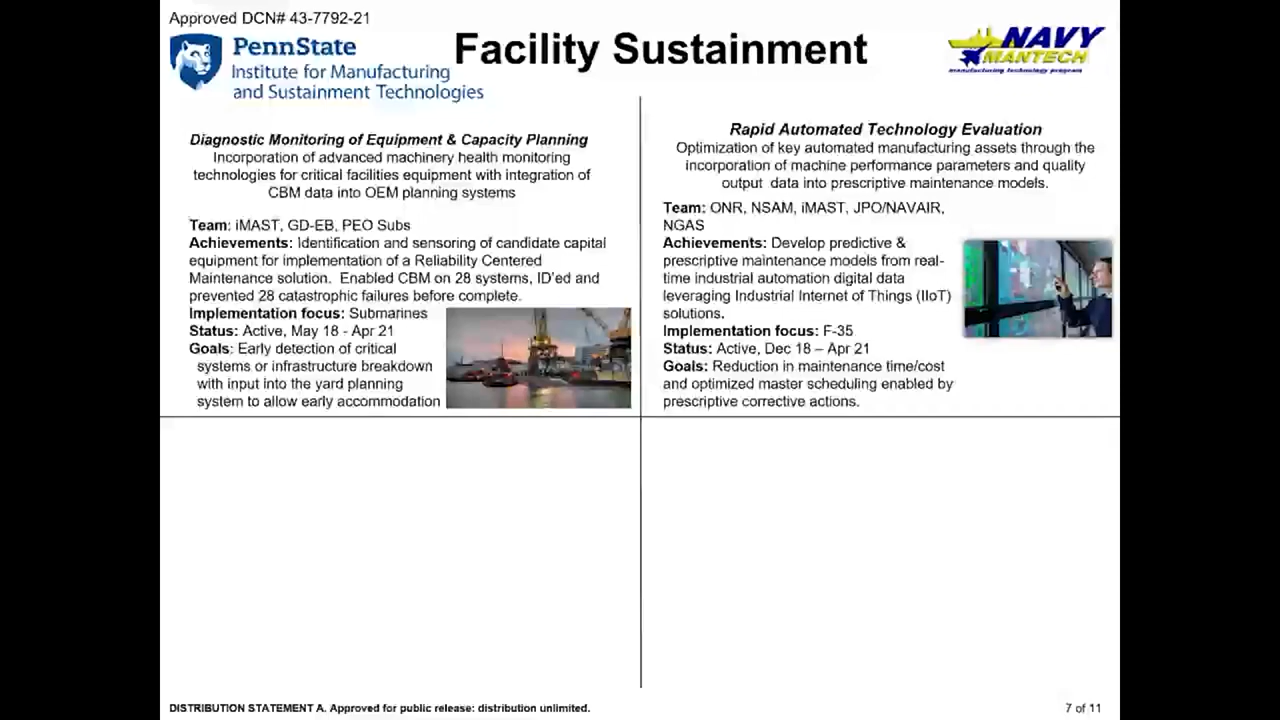 Approved DCN# 43-7792-21
PennState
Institute for Manufacturing
and Sustainment Technologies
Facility Sustainment
NAVY
MANTECH
manufacturing technology program
Diagnostic Monitoring of Equipment & Capacity Planning
Incorporation of advanced machinery health monitoring
technologies for critical facilities equipment with integration of
CBM data into OEM planning systems
Team: iMAST, GD-EB, PEO Subs
Achievements: Identification and sensoring of candidate capital
equipment for implementation of a Reliability Centered
Maintenance solution. Enabled CBM on 28 systems, ID'ed and
prevented 28 catastrophic failures before complete.
Implementation focus: Submarines
Status: Active, May 18 - Apr 21
Goals: Early detection of critical
systems or infrastructure breakdown
with input into the yard planning
system to allow early accommodation
Rapid Automated Technology Evaluation
Optimization of key automated manufacturing assets through the
incorporation of machine performance parameters and quality
output data into prescriptive maintenance models.
Team: ONR, NSAM, iMAST, JPO/NAVAIR,
NGAS
Achievements: Develop predictive &
prescriptive maintenance models from real-
time industrial automation digital data
leveraging Industrial Internet of Things (IIoT)
solutions.
Implementation focus: F-35
Status: Active, Dec 18 – Apr 21
Goals: Reduction in maintenance time/cost
and optimized master scheduling enabled by
prescriptive corrective actions.
DISTRIBUTION STATEMENT A. Approved for public release: distribution unlimited.
7 of 11